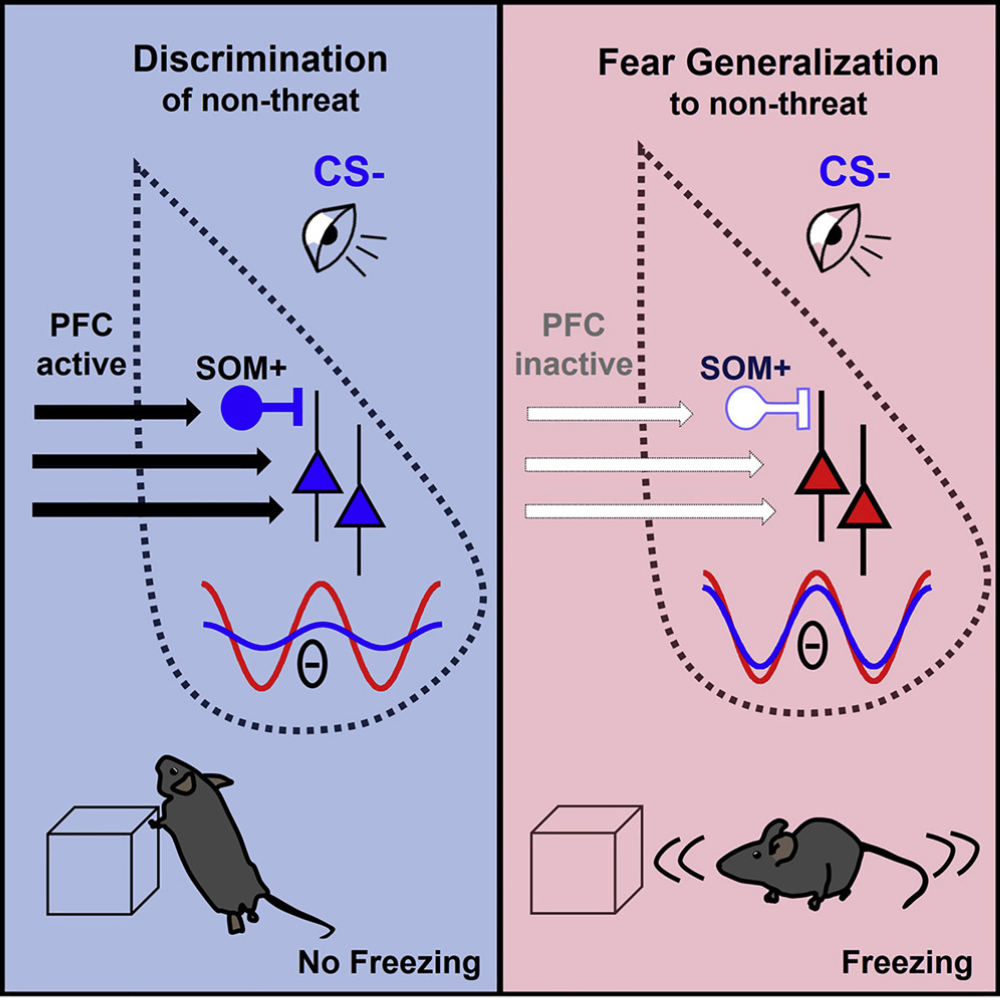 Discrimination
of non-threat
CS-
PFC
active
SOM+
Θ
No Freezing
Fear Generalization
to non-threat
CS-
PFC
inactive
SOM+
Θ
Freezing